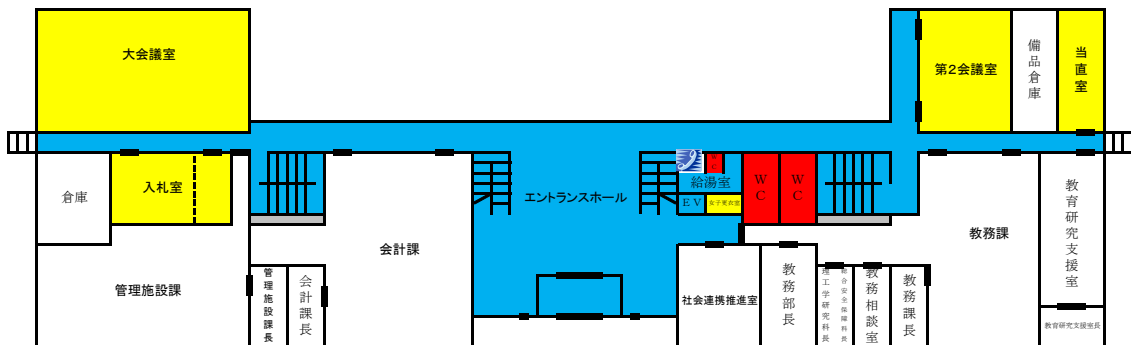 大会議室
第2会議室
備品倉庫
当直室
倉庫
入札室
給湯室
WC
WC
WC
エントランスホール
EV
女子更衣室
教育研究支援室
教務課
会計課
管理施設課
管理施設課長
会計課長
社会連携推進室
教務部長
理工学研究科長
総合安全保障科長
教務相談室
教務課長
教育研究支援室長